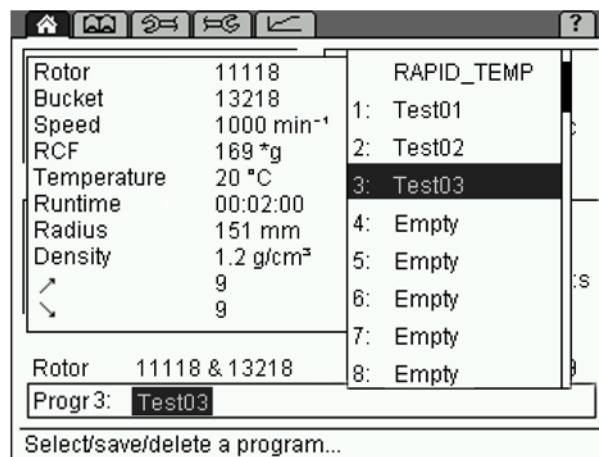 ?
Rotor 11118
Bucket 13218
Speed 1000 min⁻¹
RCF 169 *g
Temperature 20 °C
Runtime 00:02:00
Radius 151 mm
Density 1.2 g/cm³
↗ 9
↘ 9
RAPID_TEMP
1: Test01
2: Test02
3: Test03
4: Empty
5: Empty
6: Empty
7: Empty
8: Empty
:s
Rotor 11118 & 13218
Progr 3: Test03
Select/save/delete a program...